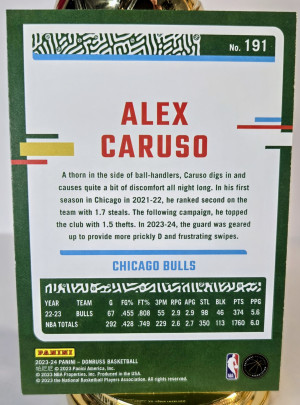 No. 191
ALEX
CARUSO
A thorn in the side of ball-handlers, Caruso digs in and
causes quite a bit of discomfort all night long. In his first
season in Chicago in 2021-22, he ranked second on the
team with 1.7 steals. The following campaign, he topped
the club with 1.5 thefts. In 2023-24, the guard was geared
up to provide more prickly D and frustrating swipes.
CHICAGO BULLS
YEAR TEAM G FG% FT% 3PM RPG APG STL BLK PTS PPG
22-23 BULLS 67 .455 .808 55 2.9 2.9 98 46 374 5.6
NBA TOTALS 292 .428 .749 229 2.6 2.7 350 113 1760 6.0
PANINI
2023-24 PANINI – DONRUSS BASKETBALL
© 2023 Panini America, Inc.
© 2023 NBA Properties, Inc. Produced in the USA.
© 2023 the National Basketball Players Association. All rights reserved.
NBA